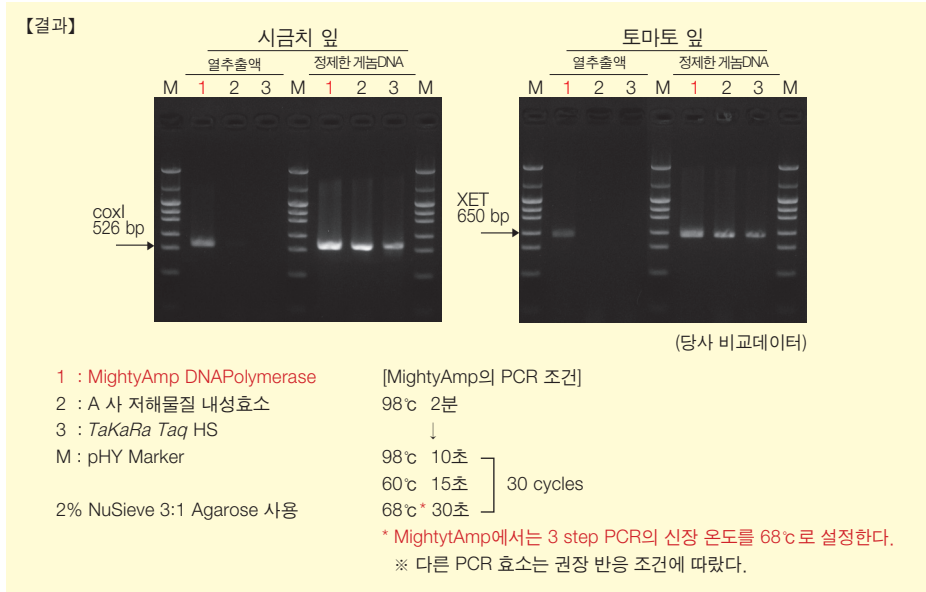 【결과】
시금치 잎
열추출액 정제한 게놈DNA
M 1 2 3 M 1 2 3 M
coxI
526 bp
토마토 잎
열추출액 정제한 게놈DNA
M 1 2 3 M 1 2 3 M
XET
650 bp
(당사 비교데이터)
1 : MightyAmp DNAPolymerase
2 : A 사 저해물질 내성효소
3 : TaKaRa Taq HS
M : pHY Marker
2% NuSieve 3:1 Agarose 사용
[MightyAmp의 PCR 조건]
98℃ 2분
↓
98℃ 10초
60℃ 15초
68℃* 30초
30 cycles
* MightytAmp에서는 3 step PCR의 신장 온도를 68℃로 설정한다.
※ 다른 PCR 효소는 권장 반응 조건에 따랐다.